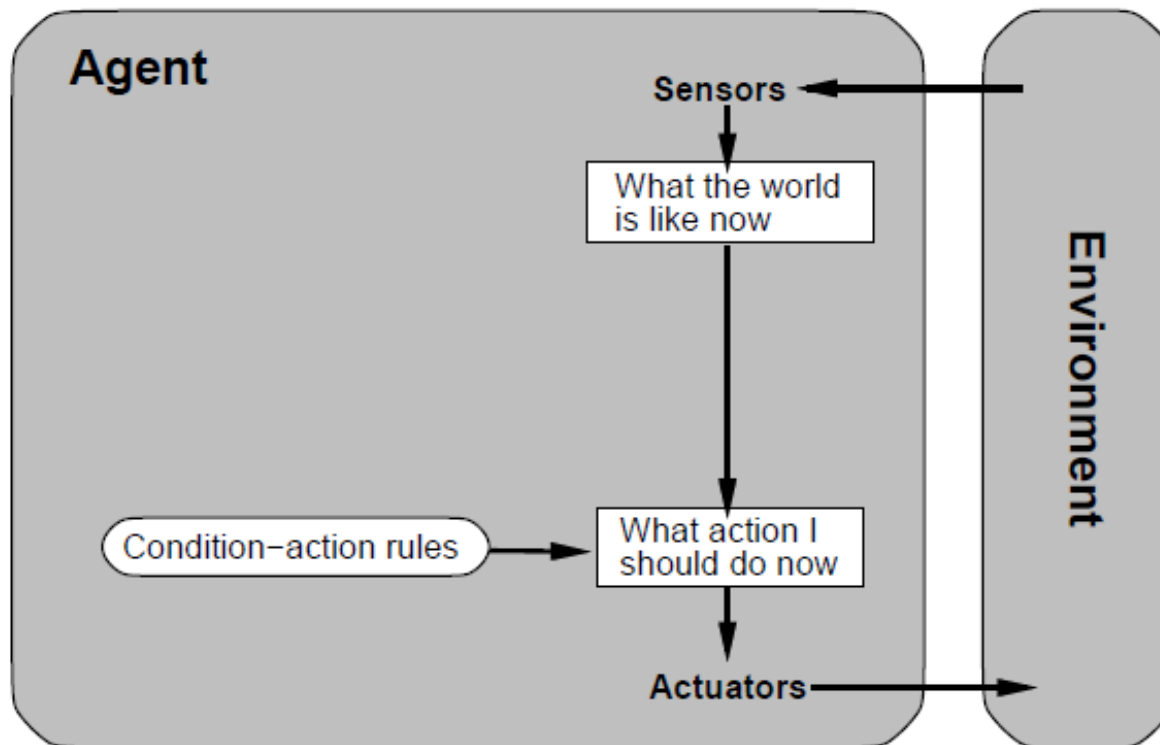 Agent
Sensors
What the world
is like now
Environment
Condition−action rules
What action I
should do now
Actuators